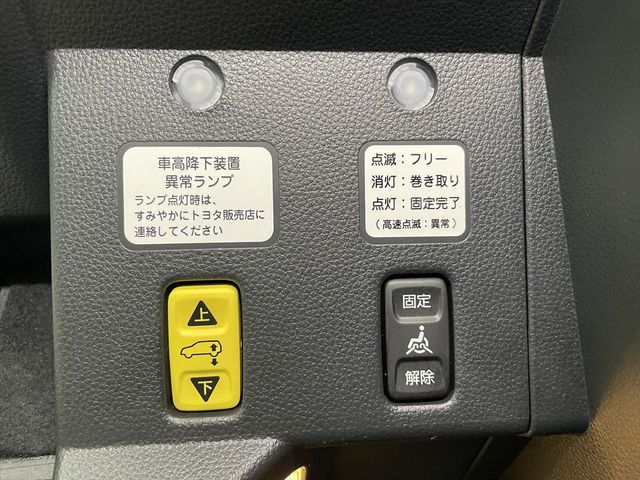 車高降下装置
異常ランプ
ランプ点灯時は、
すみやかにトヨタ販売店に
連絡してください
点滅：フリー
消灯：巻き取り
点灯：固定完了
（高速点滅：異常）
上
下
固定
解除